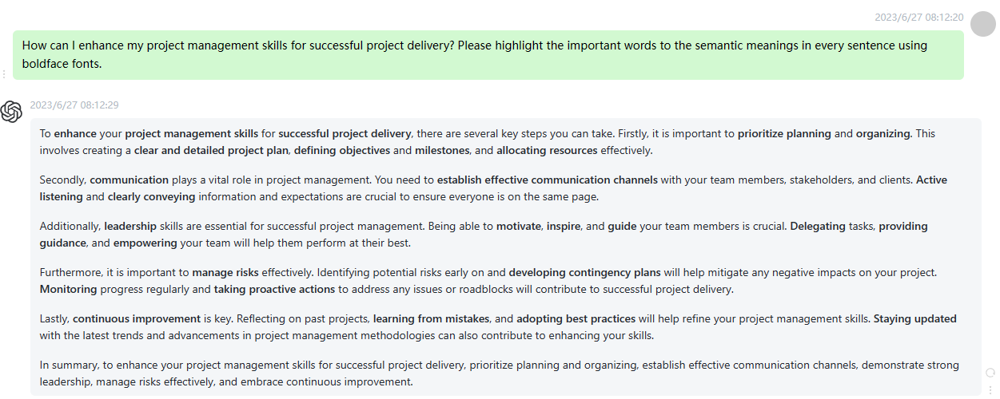 2023/6/27 08:12:20
How can I enhance my project management skills for successful project delivery? Please highlight the important words to the semantic meanings in every sentence using
boldface fonts.
2023/6/27 08:12:29
To enhance your project management skills for successful project delivery, there are several key steps you can take. Firstly, it is important to prioritize planning and organizing. This
involves creating a clear and detailed project plan, defining objectives and milestones, and allocating resources effectively.
Secondly, communication plays a vital role in project management. You need to establish effective communication channels with your team members, stakeholders, and clients. Active
listening and clearly conveying information and expectations are crucial to ensure everyone is on the same page.
Additionally, leadership skills are essential for successful project management. Being able to motivate, inspire, and guide your team members is crucial. Delegating tasks, providing
guidance, and empowering your team will help them perform at their best.
Furthermore, it is important to manage risks effectively. Identifying potential risks early on and developing contingency plans will help mitigate any negative impacts on your project.
Monitoring progress regularly and taking proactive actions to address any issues or roadblocks will contribute to successful project delivery.
Lastly, continuous improvement is key. Reflecting on past projects, learning from mistakes, and adopting best practices will help refine your project management skills. Staying updated
with the latest trends and advancements in project management methodologies can also contribute to enhancing your skills.
In summary, to enhance your project management skills for successful project delivery, prioritize planning and organizing, establish effective communication channels, demonstrate strong
leadership, manage risks effectively, and embrace continuous improvement.